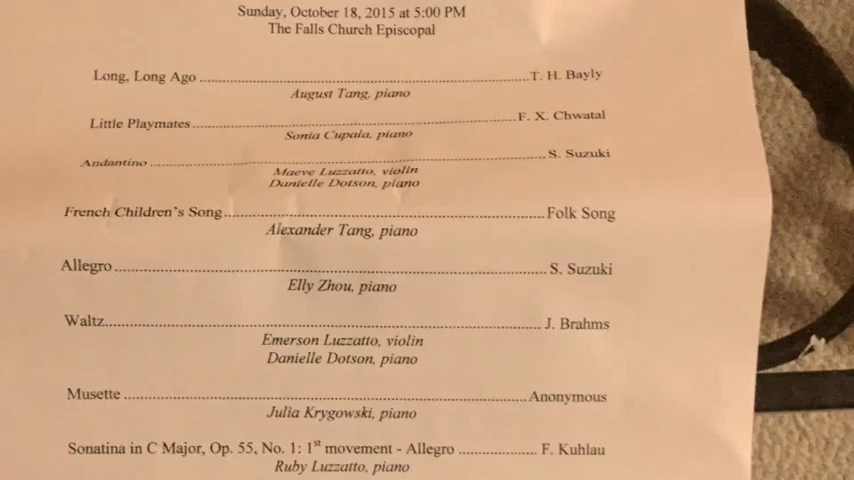 Sunday, October 18, 2015 at 5:00 PM
The Falls Church Episcopal
Long, Long Ago ........................ T. H. Bayly
August Tang, piano
Little Playmates ........................ F. X. Chwatal
Sonia Cupala, piano
Andantino ........................ S. Suzuki
Maeve Luzzatto, violin
Danielle Dotson, piano
French Children's Song ........................ Folk Song
Alexander Tang, piano
Allegro ........................ S. Suzuki
Elly Zhou, piano
Waltz ........................ J. Brahms
Emerson Luzzatto, violin
Danielle Dotson, piano
Musette ........................ Anonymous
Julia Krygowski, piano
Sonatina in C Major, Op. 55, No. 1: 1st movement - Allegro ........................ F. Kuhlau
Ruby Luzzatto, piano